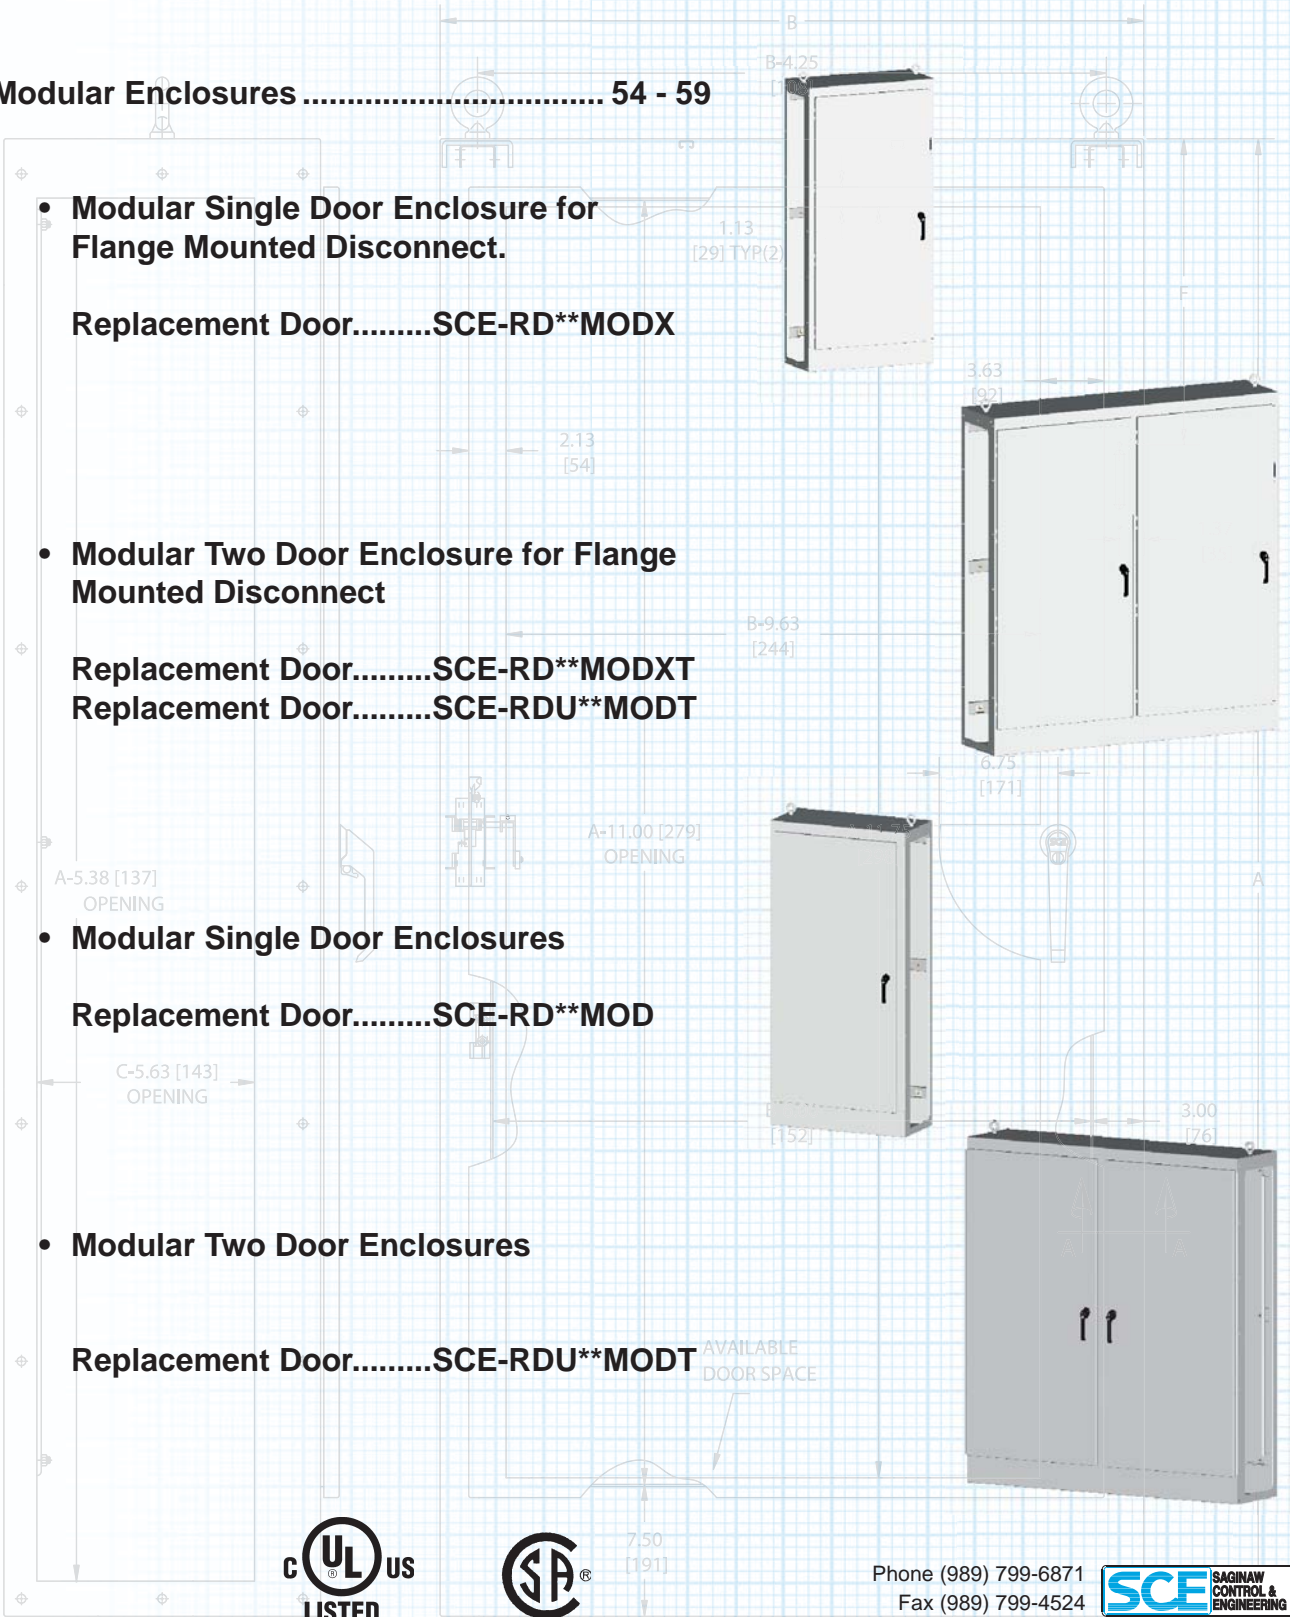 Modular Enclosures .................................. 54 - 59
B
B-4.25
C
• Modular Single Door Enclosure for
Flange Mounted Disconnect.
1.13
[29] TYP(2)
F
Replacement Door.........SCE-RD**MODX
3.63
[92]
2.13
[54]
• Modular Two Door Enclosure for Flange
Mounted Disconnect
B-9.63
[244]
Replacement Door.........SCE-RD**MODXT
Replacement Door.........SCE-RDU**MODT
6.75
[171]
A-11.00 [279]
OPENING
A-5.38 [137]
OPENING
A
• Modular Single Door Enclosures
Replacement Door.........SCE-RD**MOD
C-5.63 [143]
OPENING
[152]
3.00
[76]
• Modular Two Door Enclosures
A A
Replacement Door.........SCE-RDU**MODT
AVAILABLE
DOOR SPACE
7.50
[191]
C UL ® US
LISTED
SA ®
Phone (989) 799-6871
Fax (989) 799-4524
SCE SAGINAW
CONTROL &
ENGINEERING